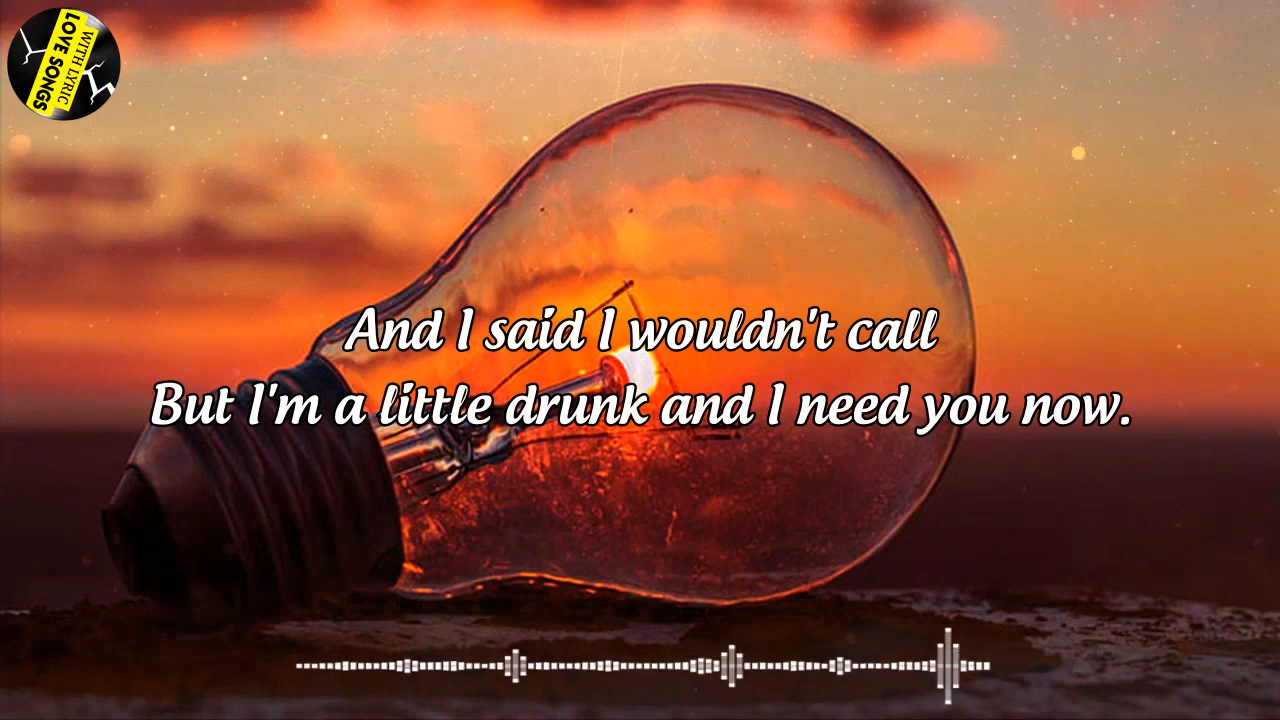 LOVE SONGS
WITH LYRIC
And I said I wouldn't call
But I'm a little drunk and I need you now.